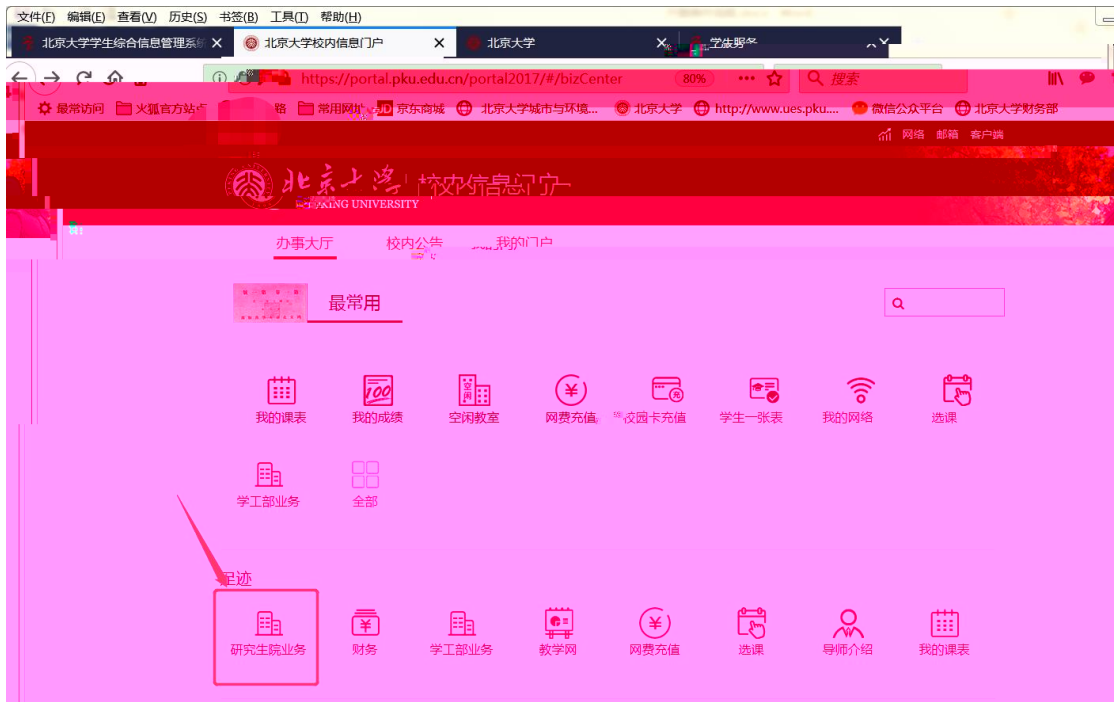 文件(F) 编辑(E) 查看(V) 历史(S) 书签(B) 工具(T) 帮助(H)
北京大学学生综合信息管理系统 北京大学校内信息门户 北京大学
https://portal.pku.edu.cn/portal2017/#/bizCenter 80% 搜索
最常访问 火狐官方站点 常用网址 JD 京东商城 北京大学城市与环境... 北京大学 http://www.ues.pku.... 微信公众平台 北京大学财务部
网络 邮箱 客户端
北京大学 校内信息门户
KING UNIVERSITY
办事大厅 校内公告 我的门户
最常用
100 空闲
我的课表 我的成绩 空闲教室 网费充值 校园卡充值 学生一张表 我的网络 选课
学工部业务 全部
足迹
研究生院业务 财务 学工部业务 教学网 网费充值 选课 导师介绍 我的课表